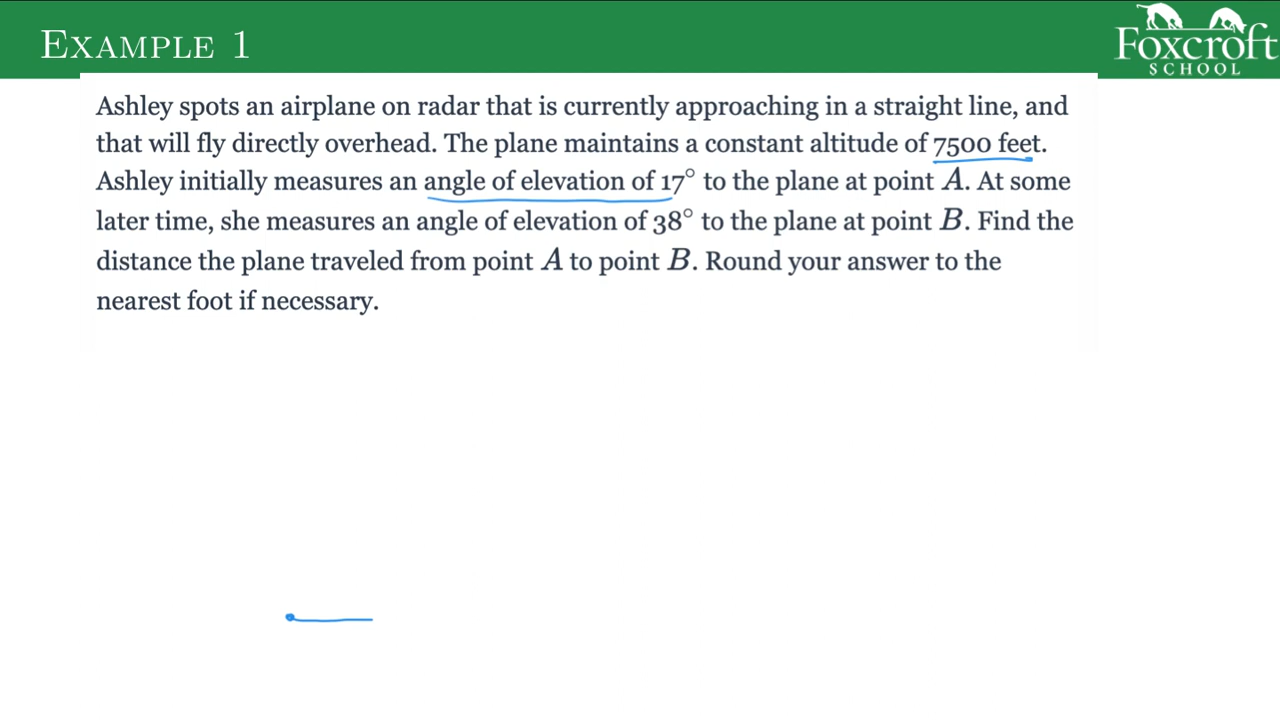 EXAMPLE 1
Foxcroft
SCHOOL
Ashley spots an airplane on radar that is currently approaching in a straight line, and
that will fly directly overhead. The plane maintains a constant altitude of 7500 feet.
Ashley initially measures an angle of elevation of 17° to the plane at point A. At some
later time, she measures an angle of elevation of 38° to the plane at point B. Find the
distance the plane traveled from point A to point B. Round your answer to the
nearest foot if necessary.